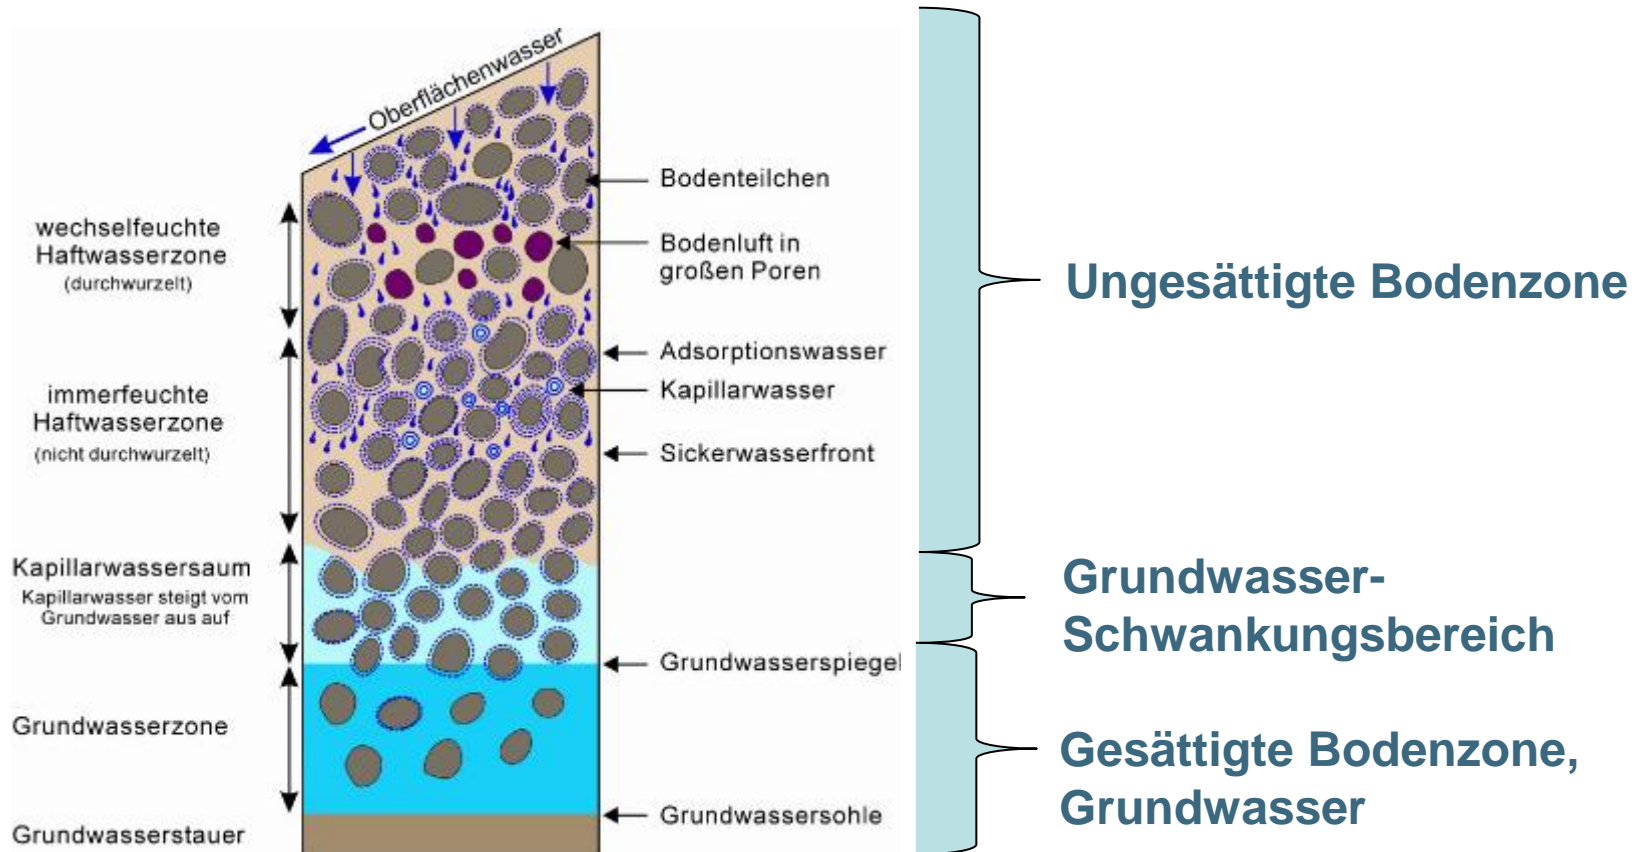 Oberflächenwasser
wechselfeuchte
Haftwasserzone
(durchwurzelt)
immerfeuchte
Haftwasserzone
(nicht durchwurzelt)
Kapillarwassersaum
Kapillarwasser steigt vom
Grundwasser aus auf
Grundwasserzone
Grundwasserstauer
Bodenteilchen
Bodenluft in
großen Poren
Adsorptionswasser
Kapillarwasser
Sickerwasserfront
Grundwasserspiegel
Grundwassersohle
Ungesättigte Bodenzone
Grundwasser-
Schwankungsbereich
Gesättigte Bodenzone,
Grundwasser